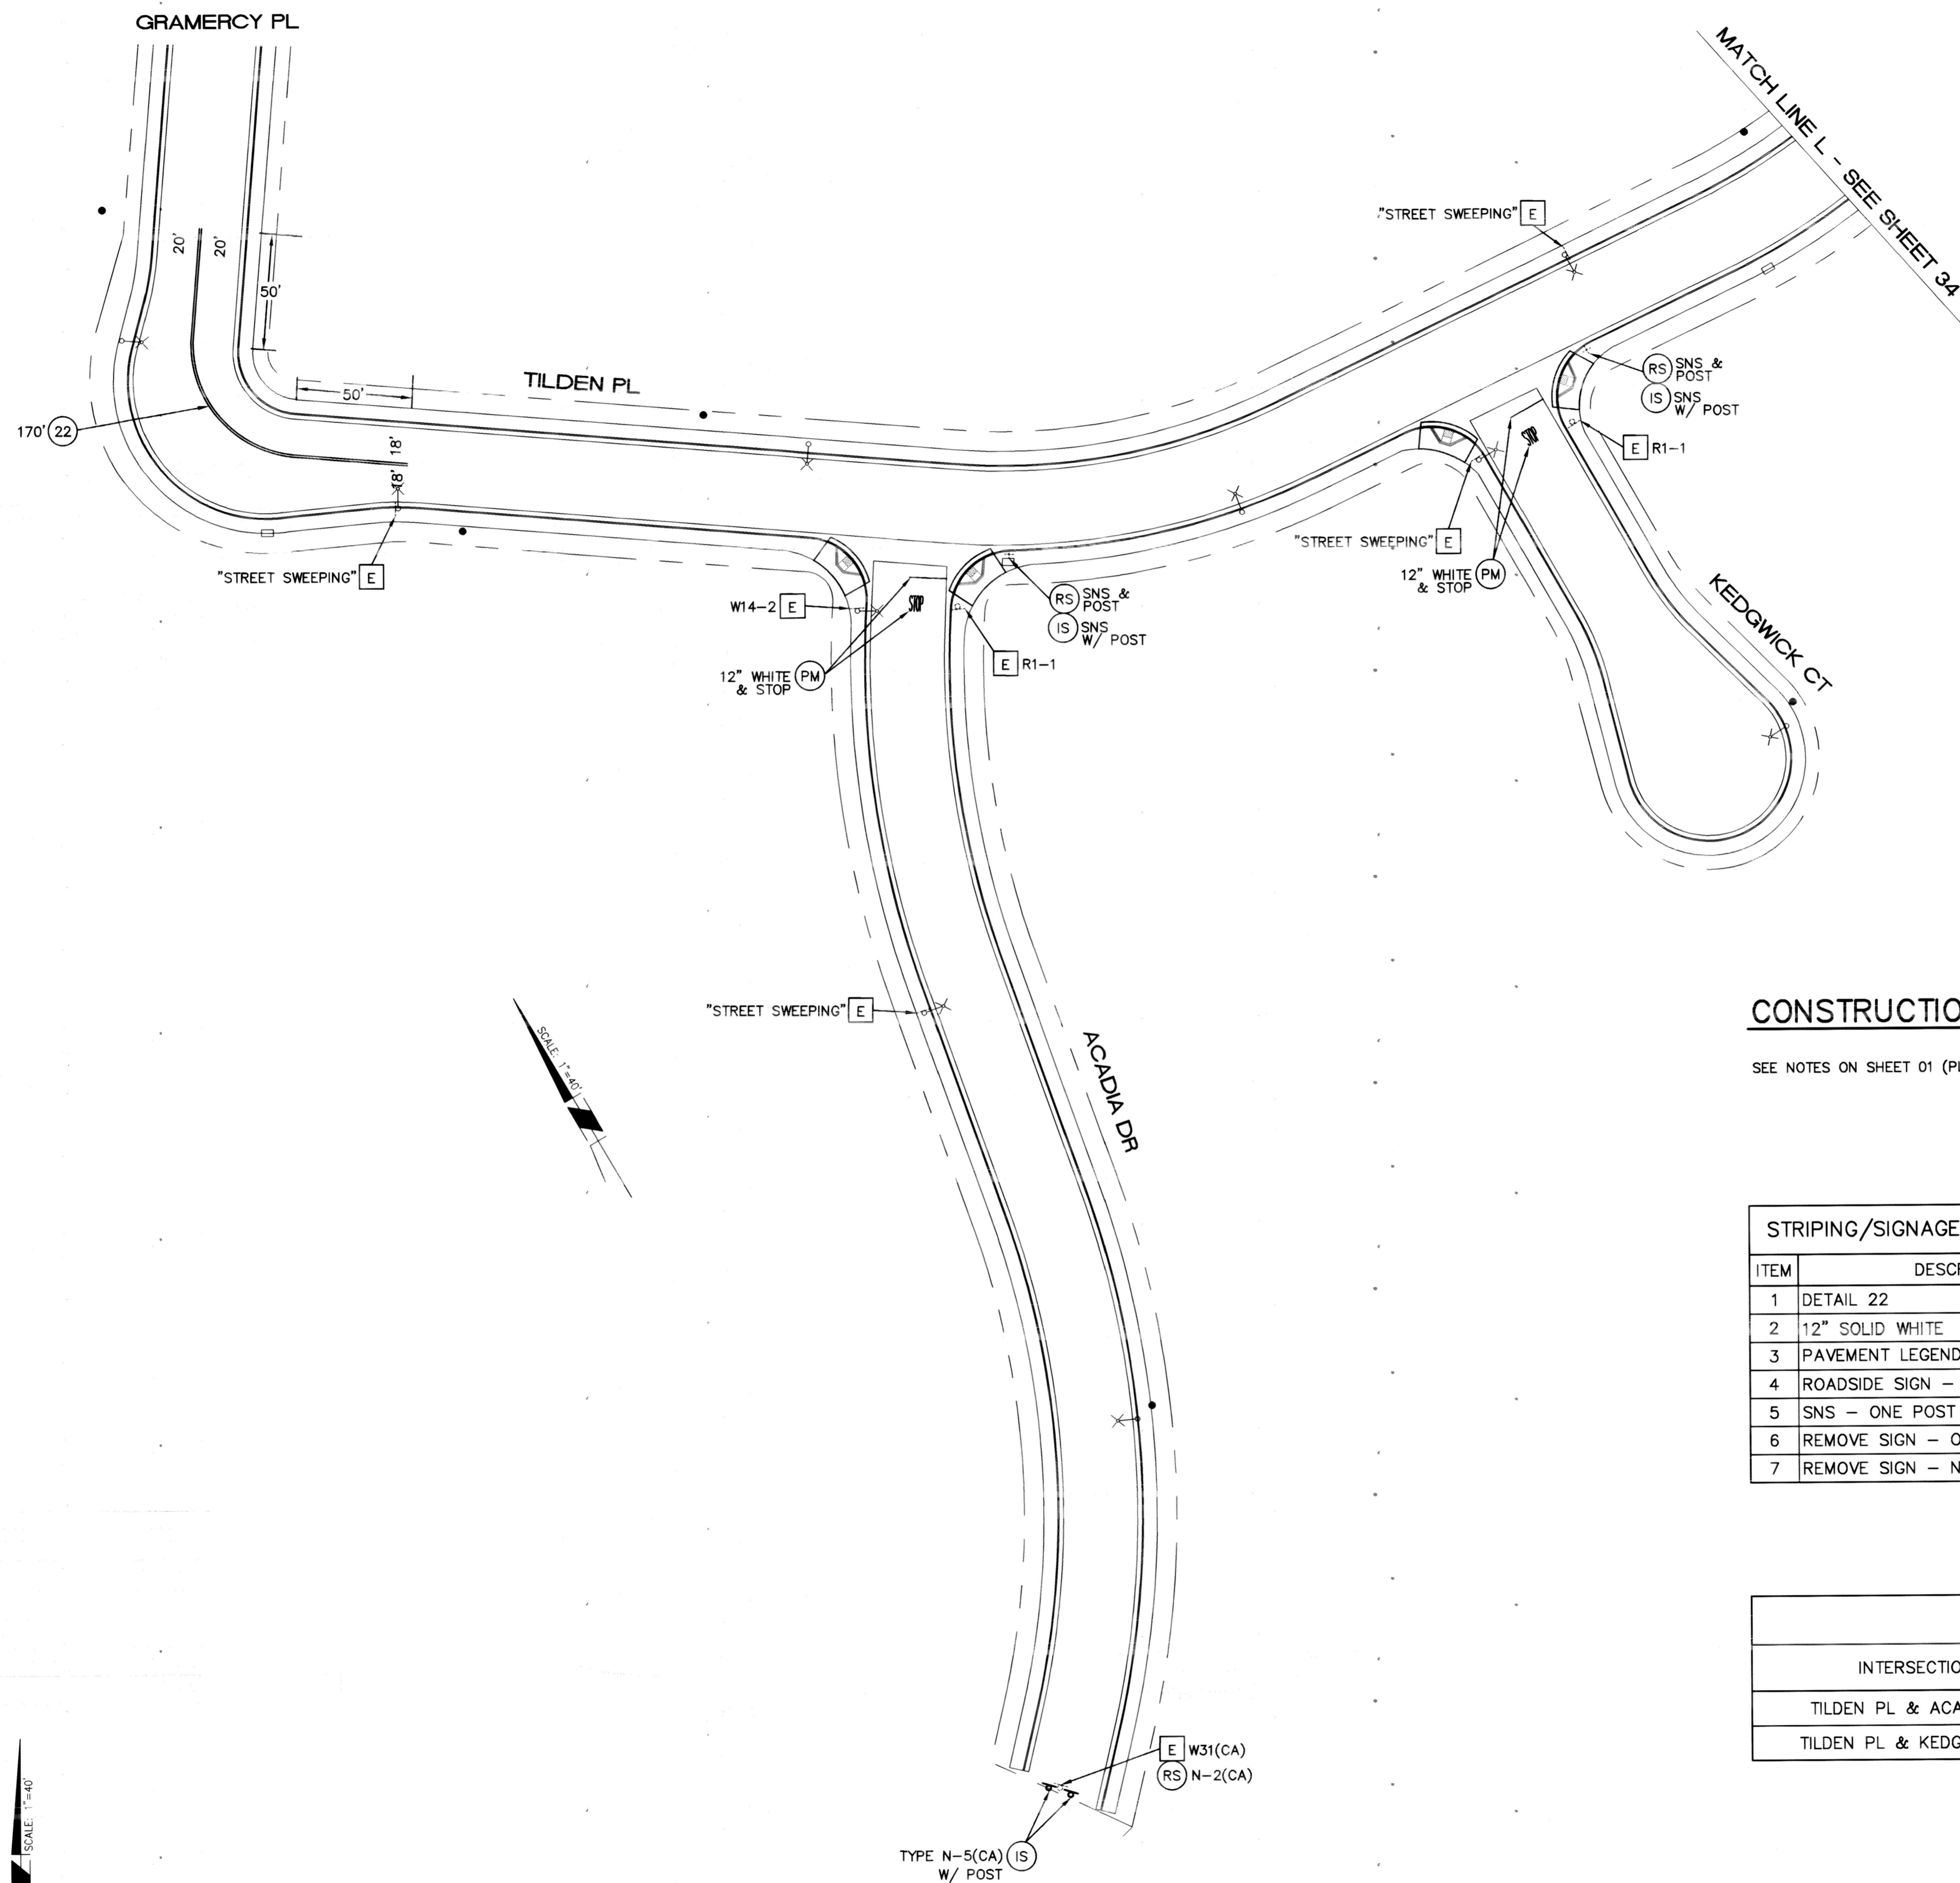 GRAMERCY PL
MATCH LINE L - SEE SHEET 34
"STREET SWEEPING" E
20'
20'
50'
TILDEN PL
50'
170' 22
18'
18'
RS SNS &
POST
IS SNS
W/ POST
STOP
E R1-1
"STREET SWEEPING" E
12" WHITE PM
& STOP
"STREET SWEEPING" E
KEDGWICK CT
W14-2 E
STOP
RS SNS &
POST
IS SNS
W/ POST
E R1-1
12" WHITE PM
& STOP
"STREET SWEEPING" E
SCALE: 1"=40'
ACADIA DR
CONSTRUCTIO
SEE NOTES ON SHEET 01 (P
STRIPING/SIGNAGE
ITEM DESC
1 DETAIL 22
2 12" SOLID WHITE
3 PAVEMENT LEGEND
4 ROADSIDE SIGN -
5 SNS - ONE POST
6 REMOVE SIGN - O
7 REMOVE SIGN - N
INTERSECTIO
TILDEN PL & ACA
TILDEN PL & KEDG
E W31(CA)
RS N-2(CA)
TYPE N-5(CA) IS
W/ POST
SCALE: 1"=40'